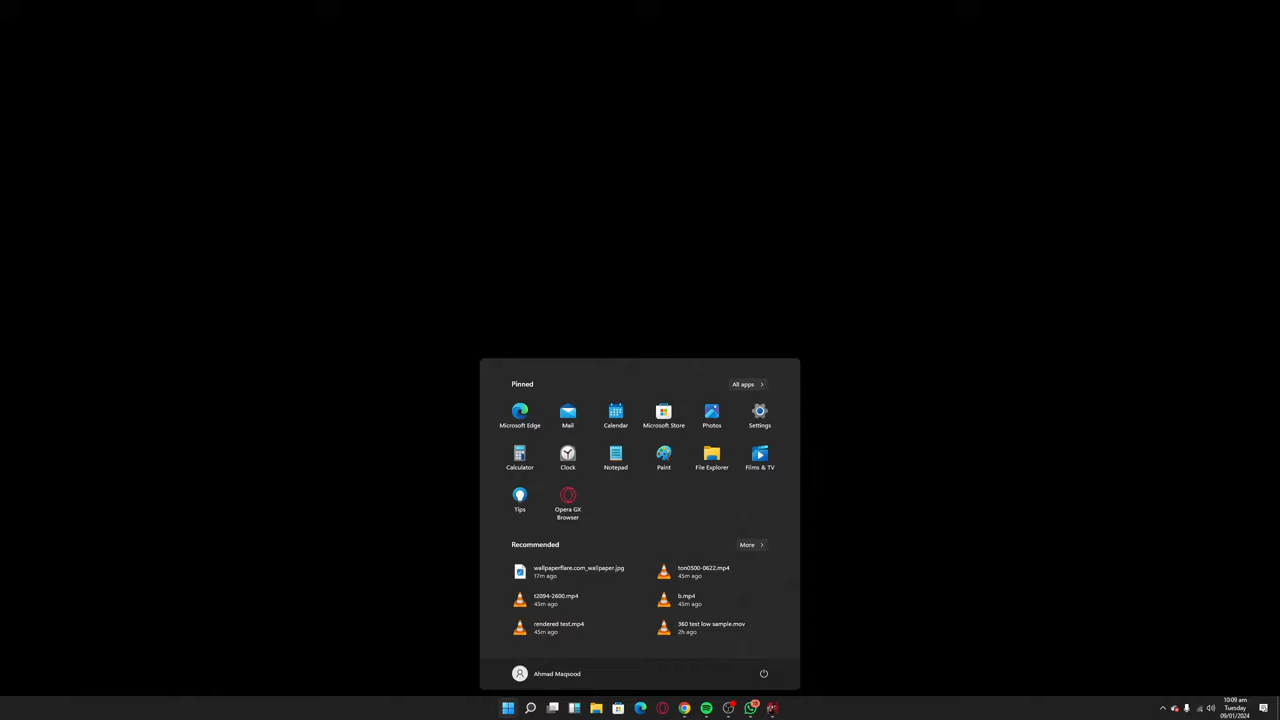 Pinned
All apps
Microsoft Edge
Mail
Calendar
Microsoft Store
Photos
Settings
Calculator
Clock
Notepad
Paint
File Explorer
Films & TV
Tips
Opera GX
Browser
Recommended
More
wallpaperflare.com_wallpaper.jpg
17m ago
ton0500-0622.mp4
45m ago
t2094-2600.mp4
45m ago
b.mp4
45m ago
rendered test.mp4
45m ago
360 test low sample.mov
2h ago
Ahmad Maqsood
10:09 am
Tuesday
09/01/2024